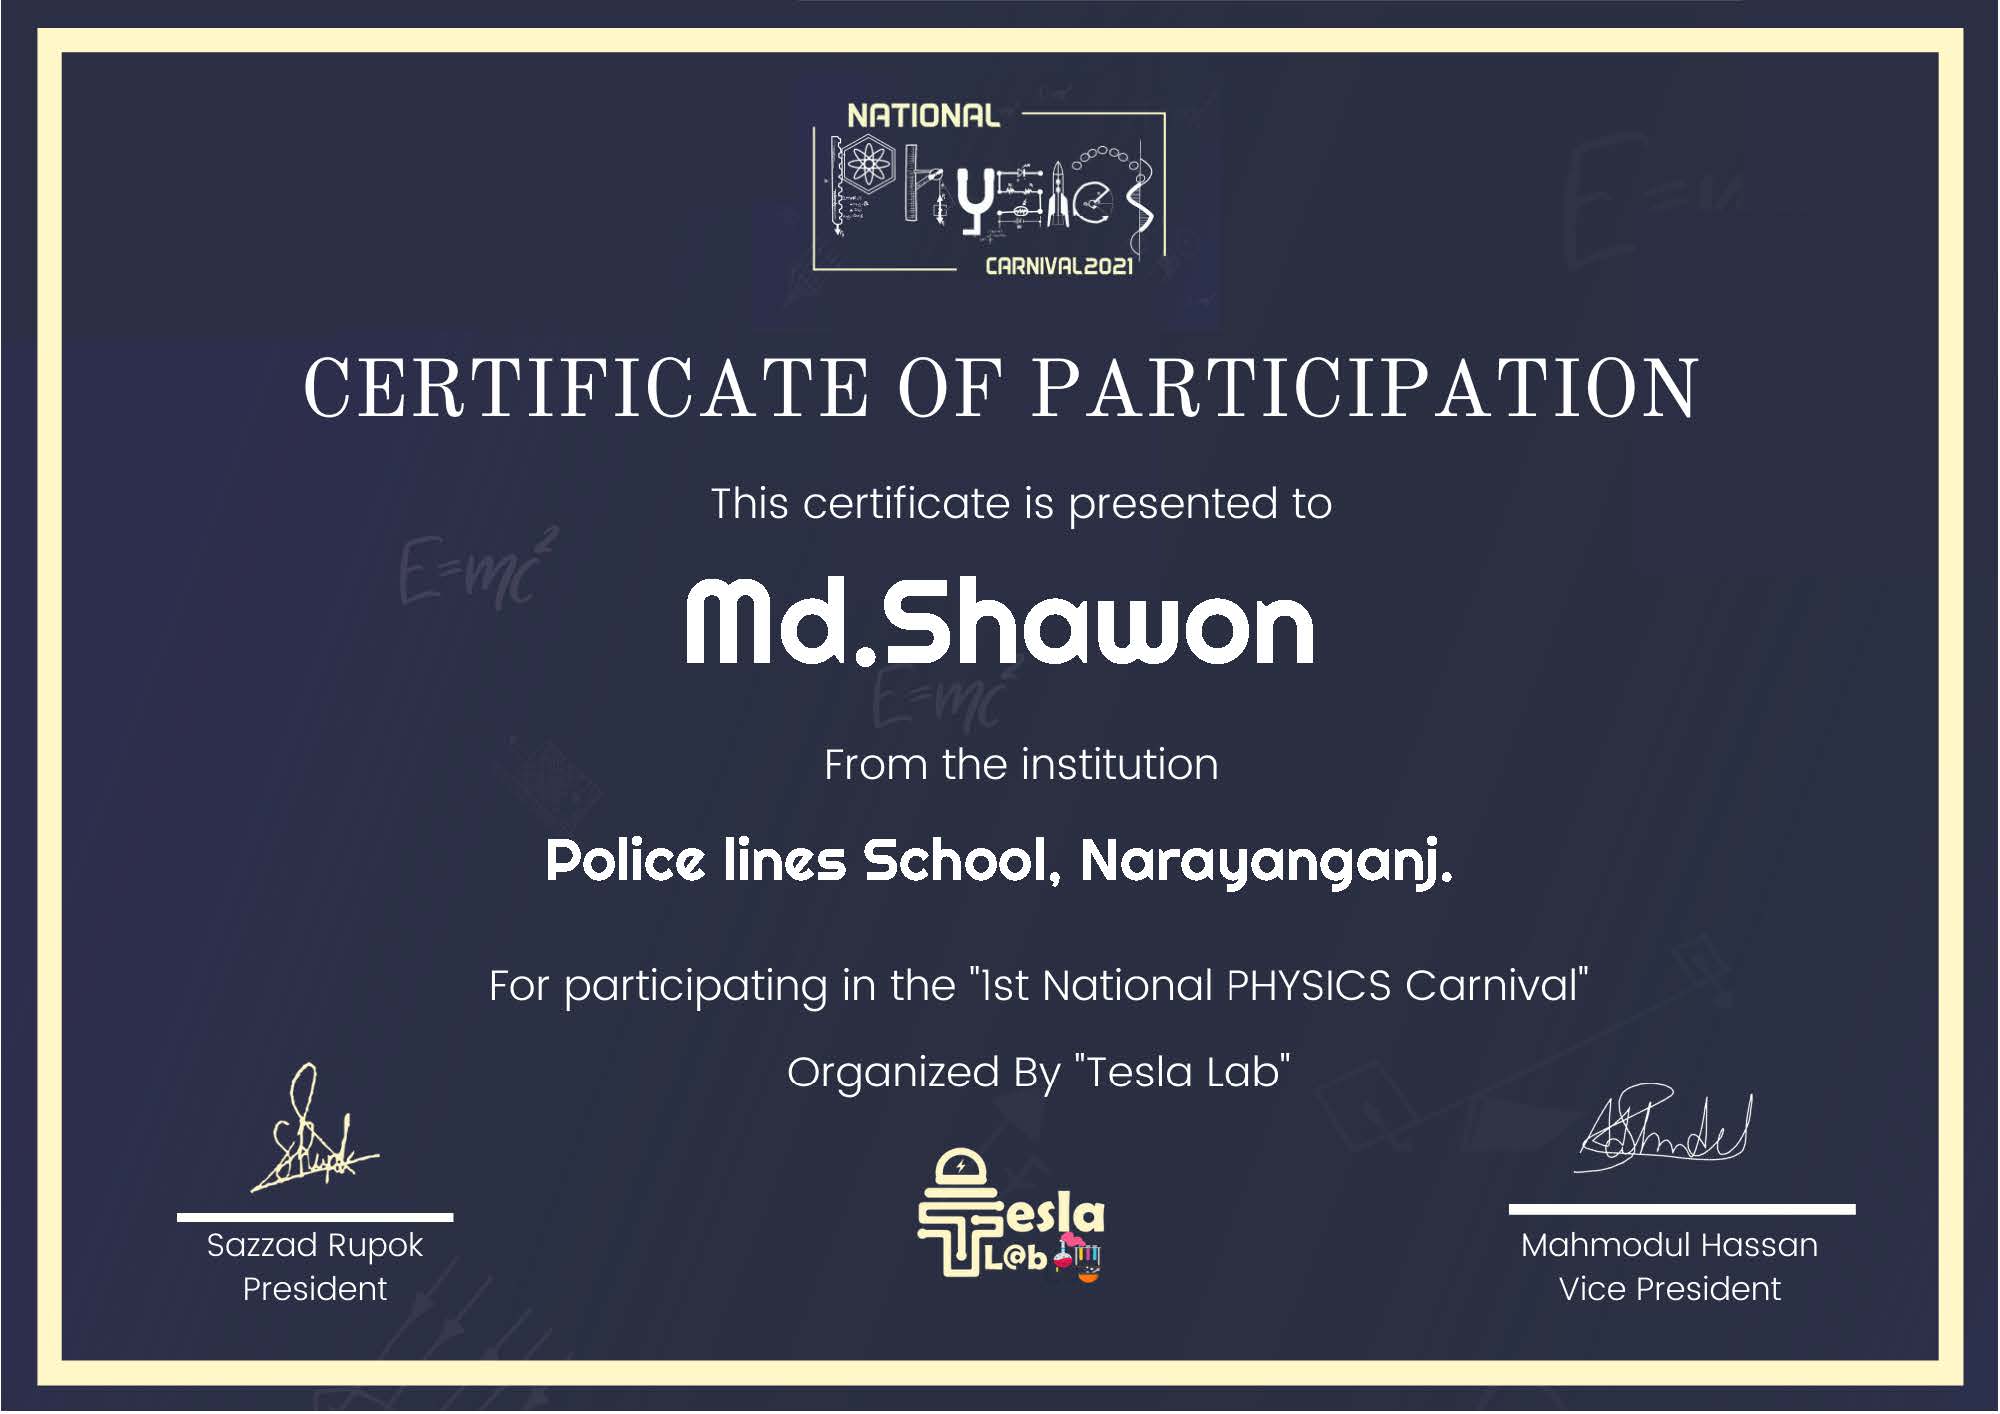 NATIONAL
Physics
CARNIVAL2021
CERTIFICATE OF PARTICIPATION
This certificate is presented to
E=mc²
Md.Shawon
E=mc²
From the institution
Police lines School, Narayanganj.
For participating in the "1st National PHYSICS Carnival"
Organized By "Tesla Lab"
Tesla
L@b
Sazzad Rupok
President
Mahmodul Hassan
Vice President